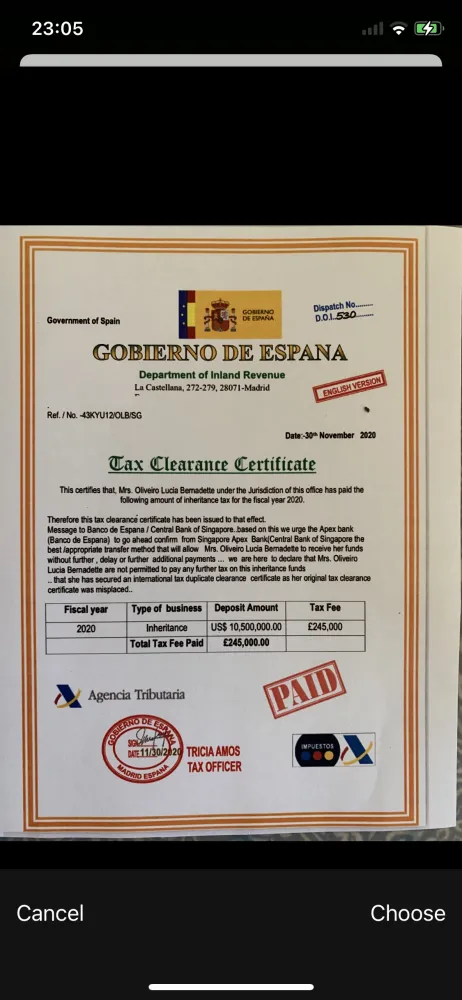 23:05
GOBIERNO
DE ESPAÑA
Dispatch No.........
D.O.I..530.........
Government of Spain
GOBIERNO DE ESPANA
Department of Inland Revenue
La Castellana, 272-279, 28071-Madrid
ENGLISH VERSION
Ref. / No. -43KYU12/OLB/SG
Date:-30th November 2020
Tax Clearance Certificate
This certifies that, Mrs. Oliveiro Lucia Bernadette under the Jurisdiction of this office has paid the
following amount of inheritance tax for the fiscal year 2020.
Therefore this tax clearance certificate has been issued to that effect.
Message to Banco de Espana / Central Bank of Singapore..based on this we urge the Apex bank
(Banco de Espana) to go ahead confirm from Singapore Apex Bank(Central Bank of Singapore the
best /appropriate transfer method that will allow Mrs. Oliveiro Lucia Bernadette to receive her funds
without further , delay or further additional payments ... we are here to declare that Mrs. Oliveiro
Lucia Bernadette are not permitted to pay any further tax on this inheritance funds
.. that she has secured an international tax duplicate clearance certificate as her original tax clearance
certificate was misplaced..
Fiscal year Type of business Deposit Amount Tax Fee
2020 Inheritance US$ 10,500,000.00 £245,000
Total Tax Fee Paid £245,000.00
Agencia Tributaria
PAID
GOBIERNO DE ESPANA
SIGN
DATE 11/30/2020
MADRID ESPANA
TRICIA AMOS
TAX OFFICER
IMPUESTOS
Cancel
Choose